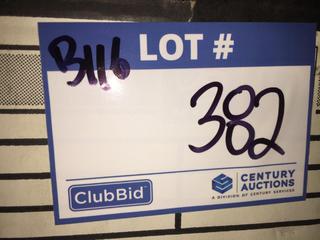 B116 LOT #
382
ClubBid
CENTURY
AUCTIONS
A DIVISION OF CENTURY SERVICES